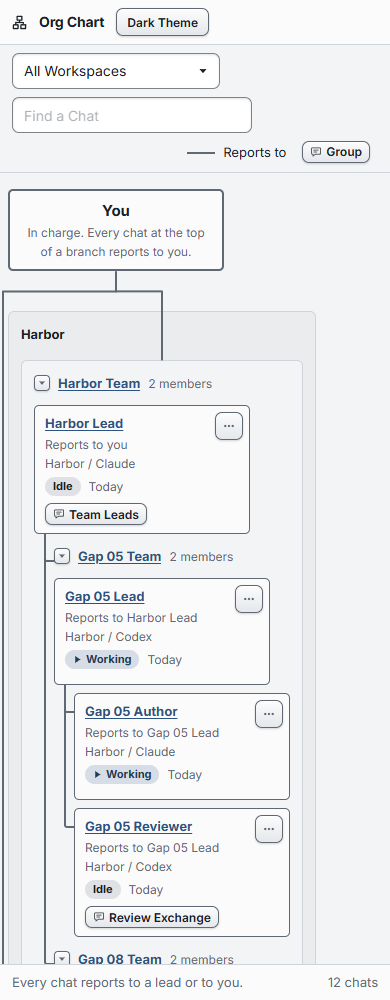 Org Chart
Dark Theme
All Workspaces
Find a Chat
Reports to
Group
You
In charge. Every chat at the top
of a branch reports to you.
Harbor
Harbor Team 2 members
Harbor Lead
Reports to you
Harbor / Claude
Idle Today
Team Leads
Gap 05 Team 2 members
Gap 05 Lead
Reports to Harbor Lead
Harbor / Codex
Working Today
Gap 05 Author
Reports to Gap 05 Lead
Harbor / Claude
Working Today
Gap 05 Reviewer
Reports to Gap 05 Lead
Harbor / Codex
Idle Today
Review Exchange
Gap 08 Team 2 members
Every chat reports to a lead or to you.
12 chats